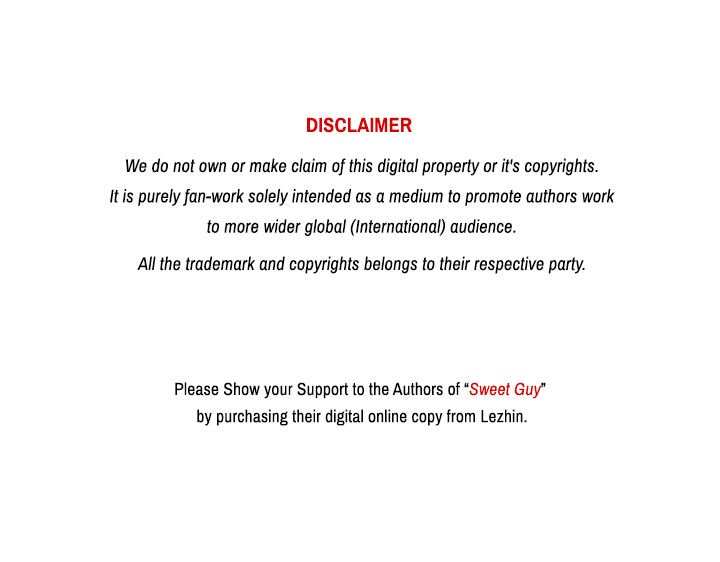 DISCLAIMER
We do not own or make claim of this digital property or it's copyrights.
It is purely fan-work solely intended as a medium to promote authors work
to more wider global (International) audience.
All the trademark and copyrights belongs to their respective party.
Please Show your Support to the Authors of “Sweet Guy”
by purchasing their digital online copy from Lezhin.